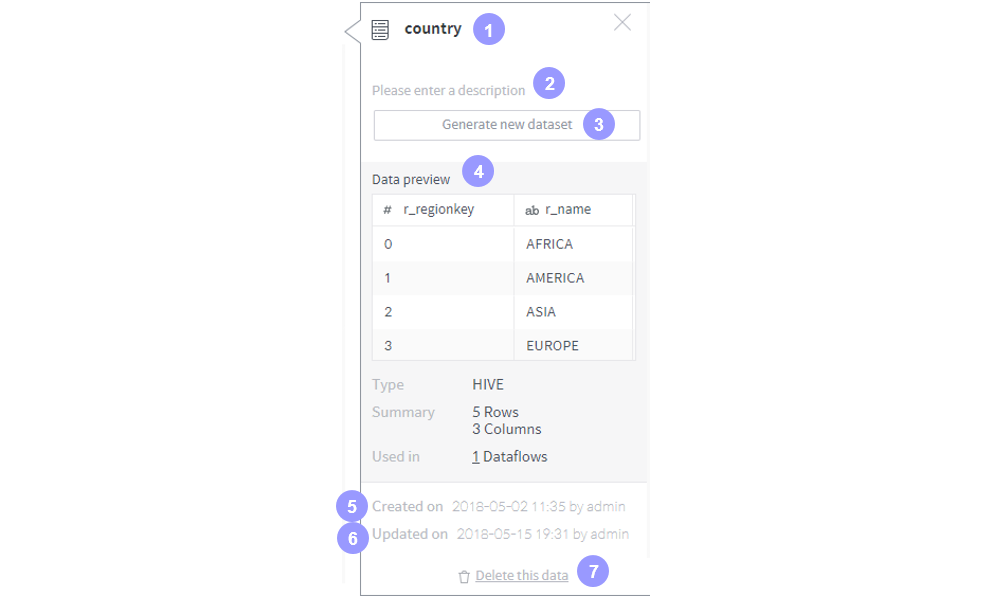 country 1
Please enter a description 2
Generate new dataset 3
Data preview 4
# r_regionkey ab r_name
0 AFRICA
1 AMERICA
2 ASIA
3 EUROPE
Type HIVE
Summary 5 Rows
3 Columns
Used in 1 Dataflows
5 Created on 2018-05-02 11:35 by admin
6 Updated on 2018-05-15 19:31 by admin
Delete this data 7